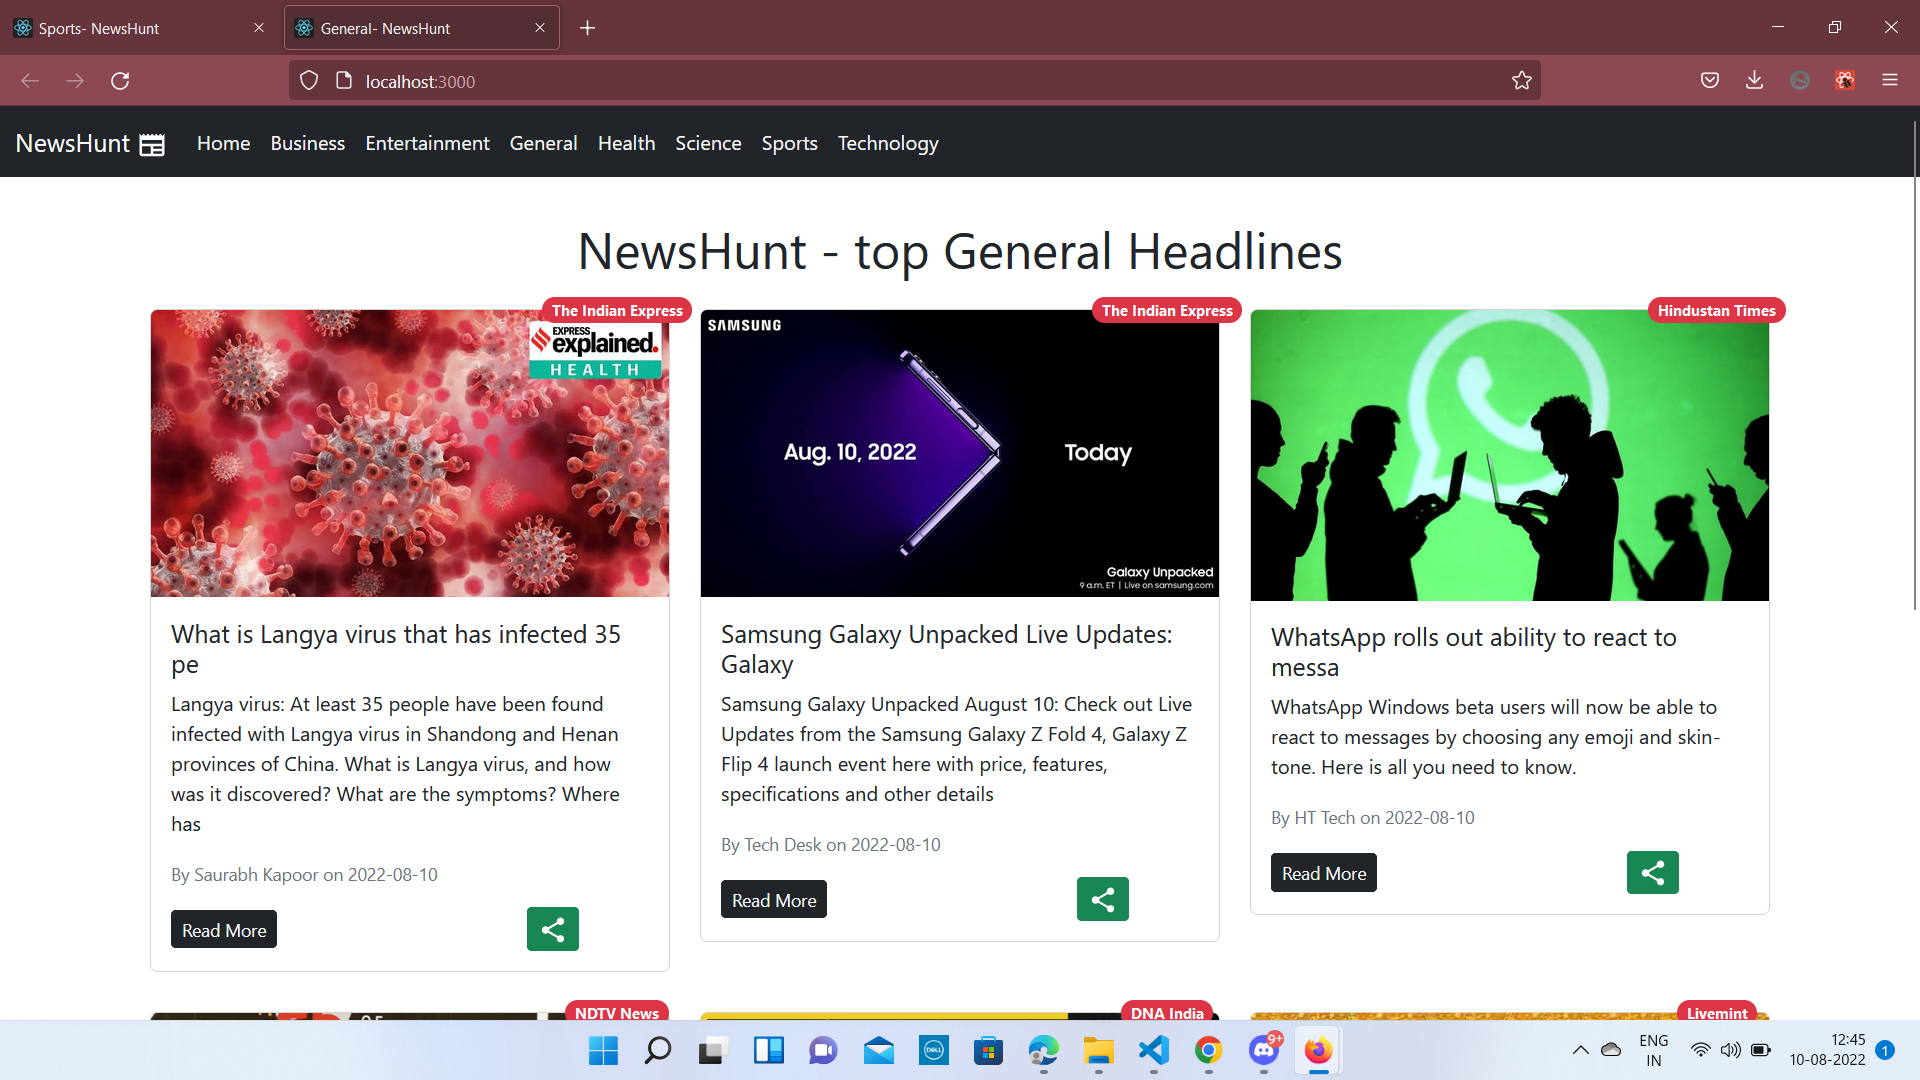 Sports- NewsHunt
General- NewsHunt
localhost:3000
NewsHunt
Home Business Entertainment General Health Science Sports Technology
NewsHunt - top General Headlines
The Indian Express
EXPRESS
explained.
HEALTH
What is Langya virus that has infected 35
pe
Langya virus: At least 35 people have been found
infected with Langya virus in Shandong and Henan
provinces of China. What is Langya virus, and how
was it discovered? What are the symptoms? Where
has
By Saurabh Kapoor on 2022-08-10
Read More
The Indian Express
SAMSUNG
Aug. 10, 2022
Today
Galaxy Unpacked
9 a.m. ET | Live on samsung.com
Samsung Galaxy Unpacked Live Updates:
Galaxy
Samsung Galaxy Unpacked August 10: Check out Live
Updates from the Samsung Galaxy Z Fold 4, Galaxy Z
Flip 4 launch event here with price, features,
specifications and other details
By Tech Desk on 2022-08-10
Read More
Hindustan Times
WhatsApp rolls out ability to react to
messa
WhatsApp Windows beta users will now be able to
react to messages by choosing any emoji and skin-
tone. Here is all you need to know.
By HT Tech on 2022-08-10
Read More
NDTV News
DNA India
Livemint
DELL
9+
ENG
IN
12:45
10-08-2022
1